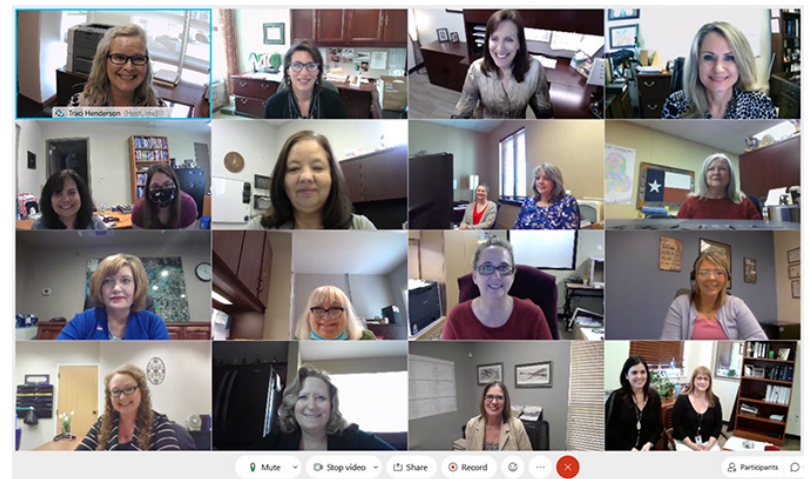 Traci Henderson (Host, me)
Mute
Stop video
Share
Record
Participants